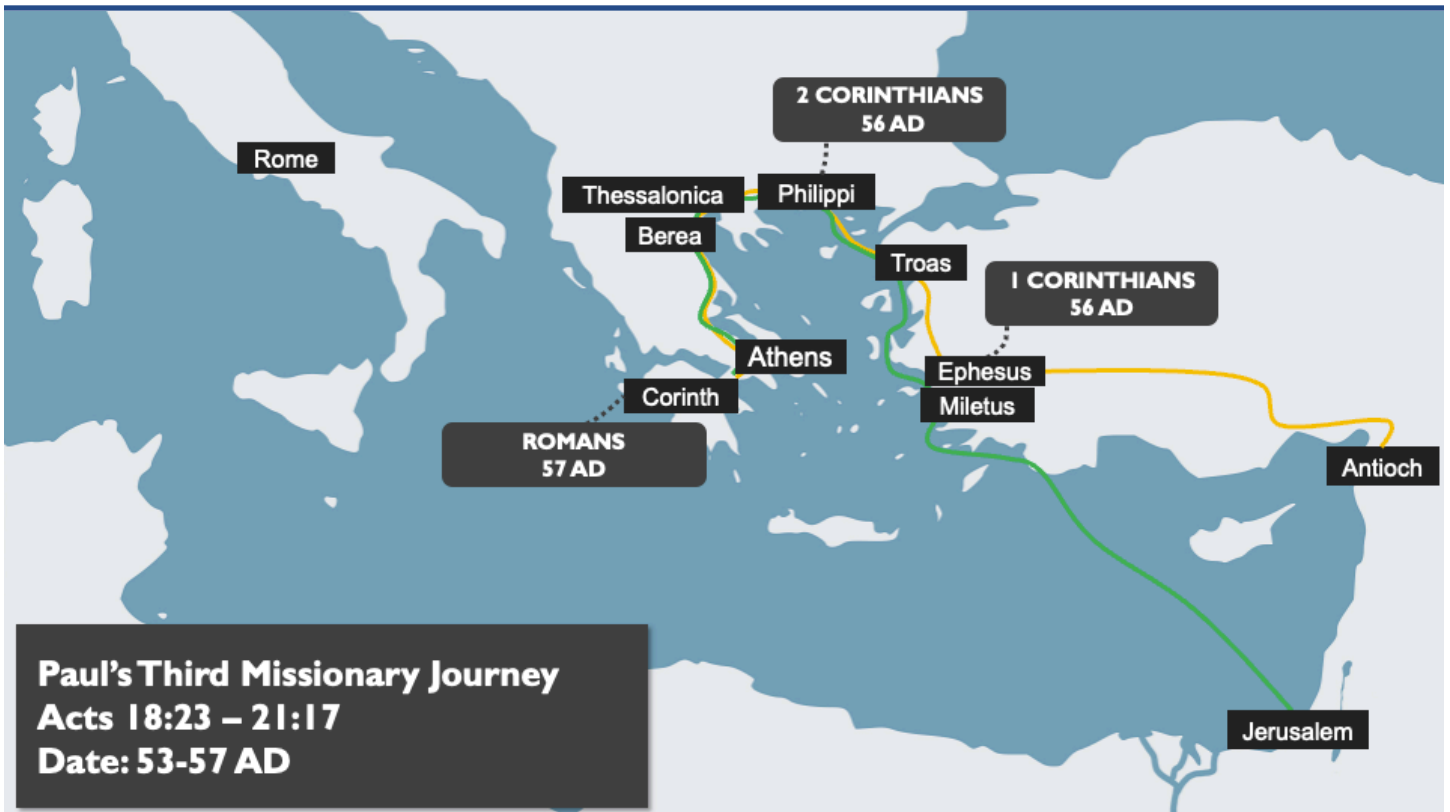 2 CORINTHIANS
56 AD
Rome
Thessalonica
Philippi
Berea
Troas
1 CORINTHIANS
56 AD
Athens
Ephesus
Corinth
Miletus
ROMANS
57 AD
Antioch
Paul's Third Missionary Journey
Acts 18:23 – 21:17
Date: 53-57 AD
Jerusalem